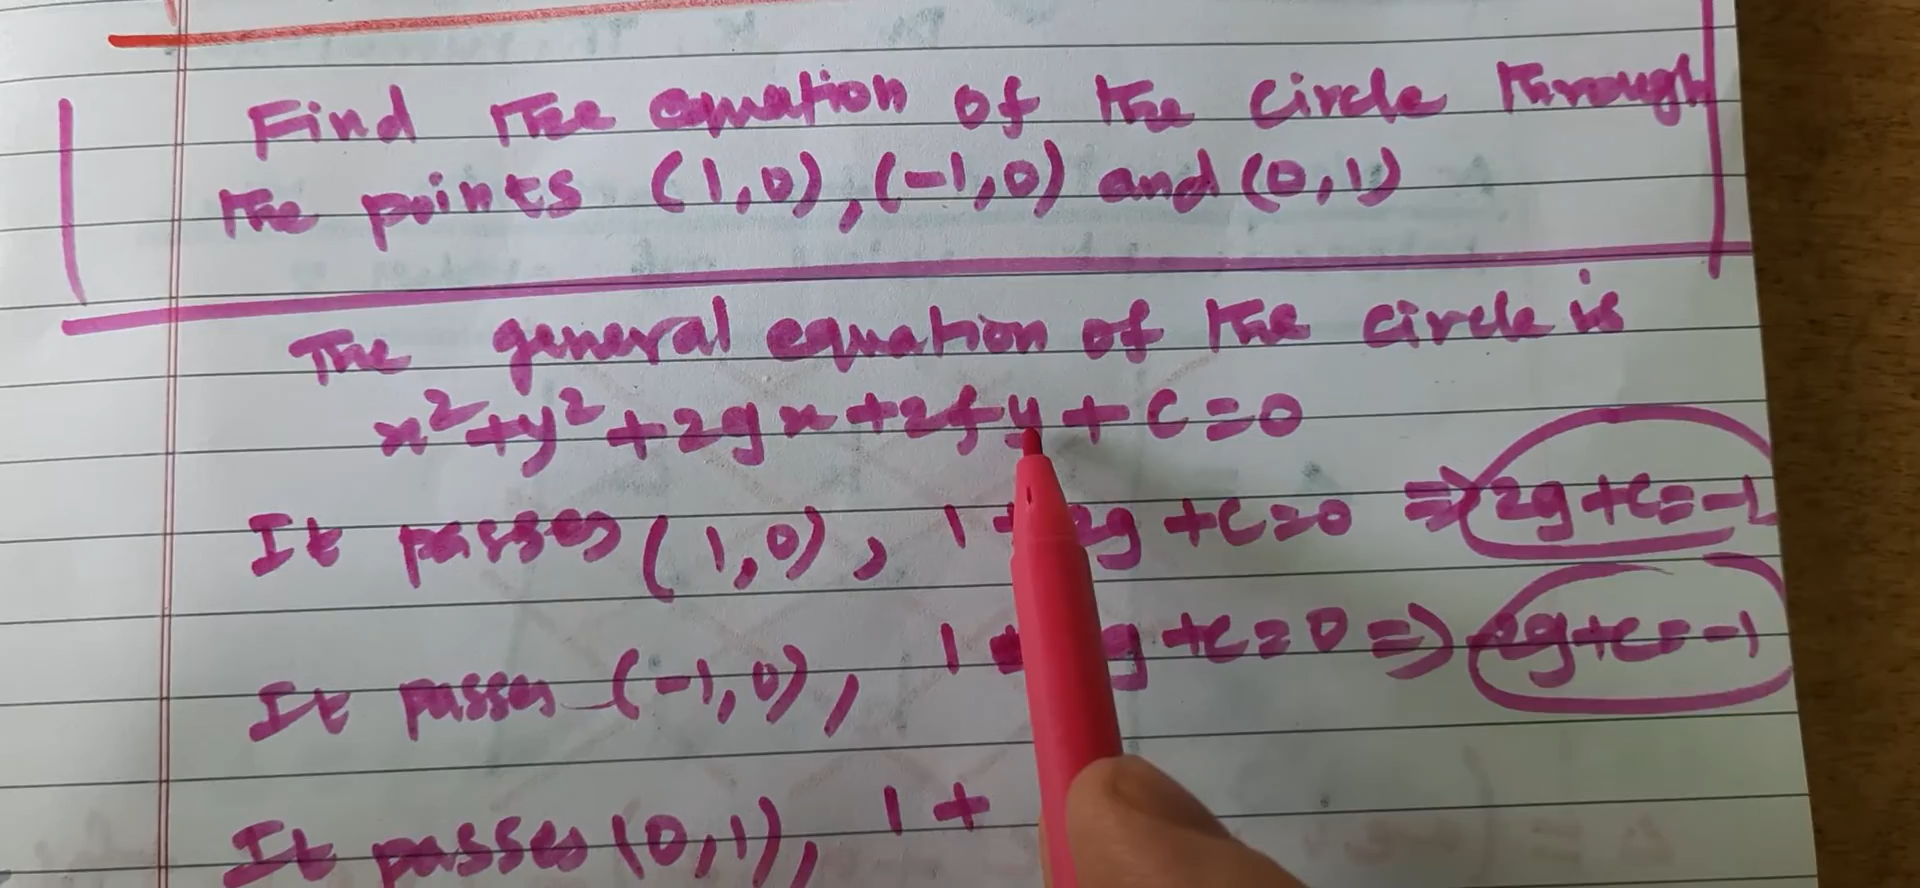 Find the equation of the circle through
the points (1,0), (-1,0) and (0,1)
The general equation of the circle is
x²+y²+2gx+2fy+c=0
It passes (1,0), 1+2g+c=0 ⇒ 2g+c=-1
It passes (-1,0), 1 g+c=0 ⇒ -2g+c=-1
It passes (0,1), 1+